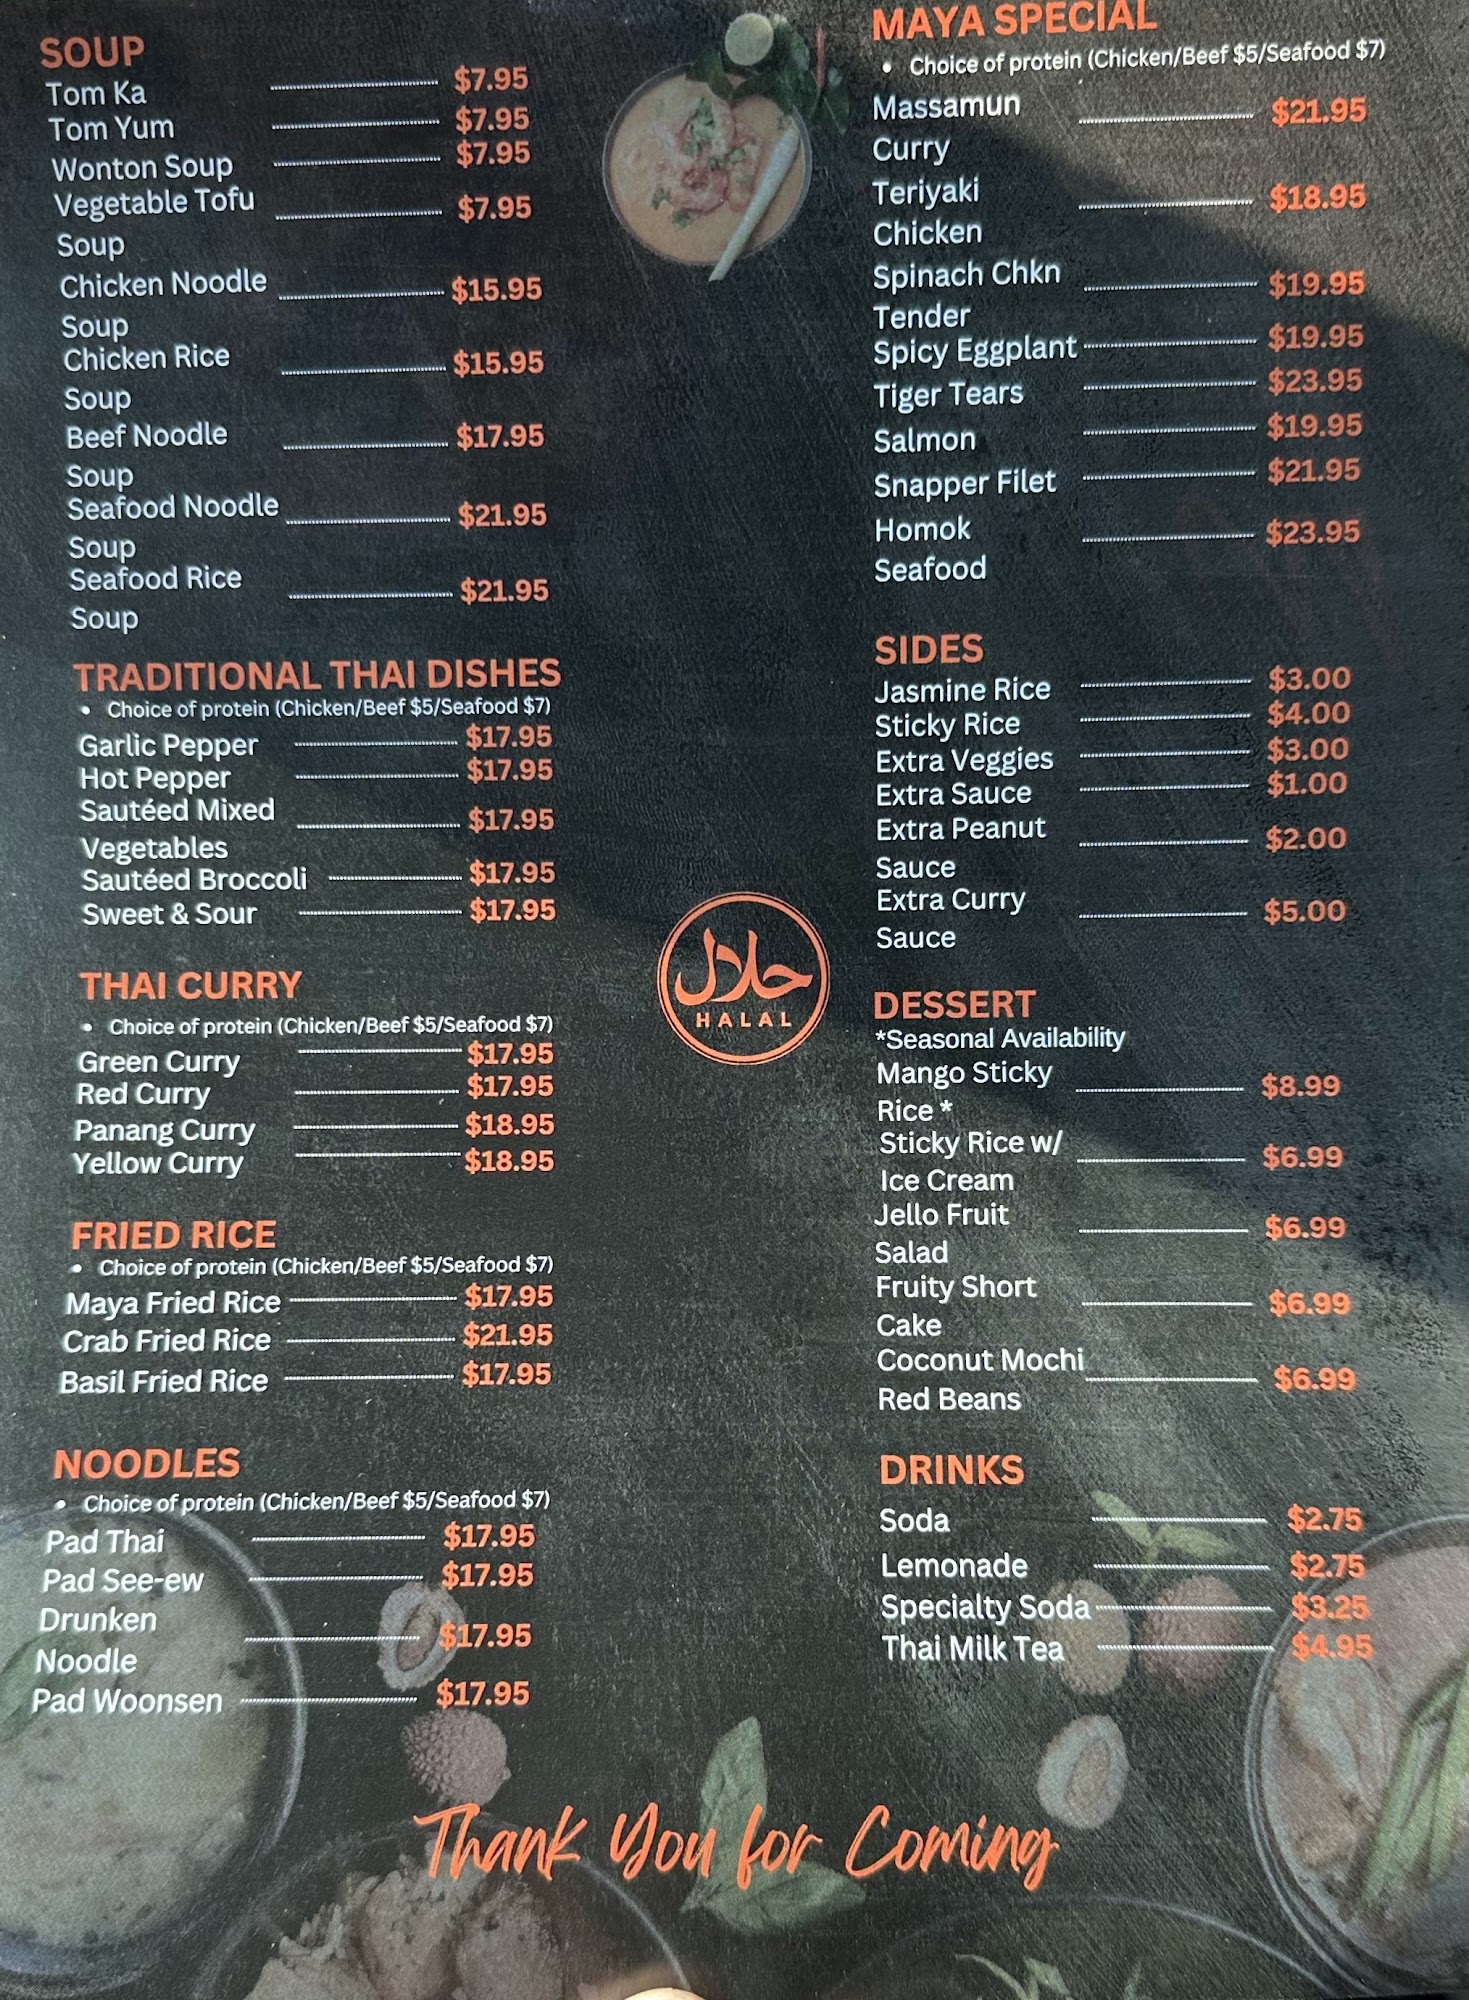 SOUP
Tom Ka $7.95
Tom Yum $7.95
Wonton Soup $7.95
Vegetable Tofu $7.95
Soup
Chicken Noodle $15.95
Soup
Chicken Rice $15.95
Soup
Beef Noodle $17.95
Soup
Seafood Noodle $21.95
Soup
Seafood Rice $21.95
Soup
TRADITIONAL THAI DISHES
• Choice of protein (Chicken/Beef $5/Seafood $7)
Garlic Pepper $17.95
Hot Pepper $17.95
Sautéed Mixed $17.95
Vegetables
Sautéed Broccoli $17.95
Sweet & Sour $17.95
THAI CURRY
• Choice of protein (Chicken/Beef $5/Seafood $7)
Green Curry $17.95
Red Curry $17.95
Panang Curry $18.95
Yellow Curry $18.95
FRIED RICE
• Choice of protein (Chicken/Beef $5/Seafood $7)
Maya Fried Rice $17.95
Crab Fried Rice $21.95
Basil Fried Rice $17.95
NOODLES
• Choice of protein (Chicken/Beef $5/Seafood $7)
Pad Thai $17.95
Pad See-ew $17.95
Drunken $17.95
Noodle
Pad Woonsen $17.95
حلال
HALAL
MAYA SPECIAL
• Choice of protein (Chicken/Beef $5/Seafood $7)
Massamun $21.95
Curry
Teriyaki $18.95
Chicken
Spinach Chkn $19.95
Tender
Spicy Eggplant $19.95
Tiger Tears $23.95
Salmon $19.95
Snapper Filet $21.95
Homok $23.95
Seafood
SIDES
Jasmine Rice $3.00
Sticky Rice $4.00
Extra Veggies $3.00
Extra Sauce $1.00
Extra Peanut $2.00
Sauce
Extra Curry $5.00
Sauce
DESSERT
*Seasonal Availability
Mango Sticky $8.99
Rice *
Sticky Rice w/ $6.99
Ice Cream
Jello Fruit $6.99
Salad
Fruity Short $6.99
Cake
Coconut Mochi $6.99
Red Beans
DRINKS
Soda $2.75
Lemonade $2.75
Specialty Soda $3.25
Thai Milk Tea $4.95
Thank You for Coming